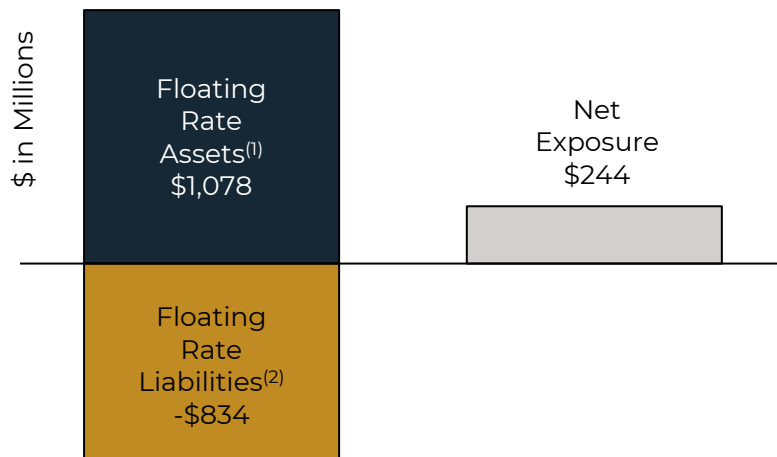 $ in Millions
Floating
Rate
Assets(1)
$1,078
Net
Exposure
$244
Floating
Rate
Liabilities(2)
-$834